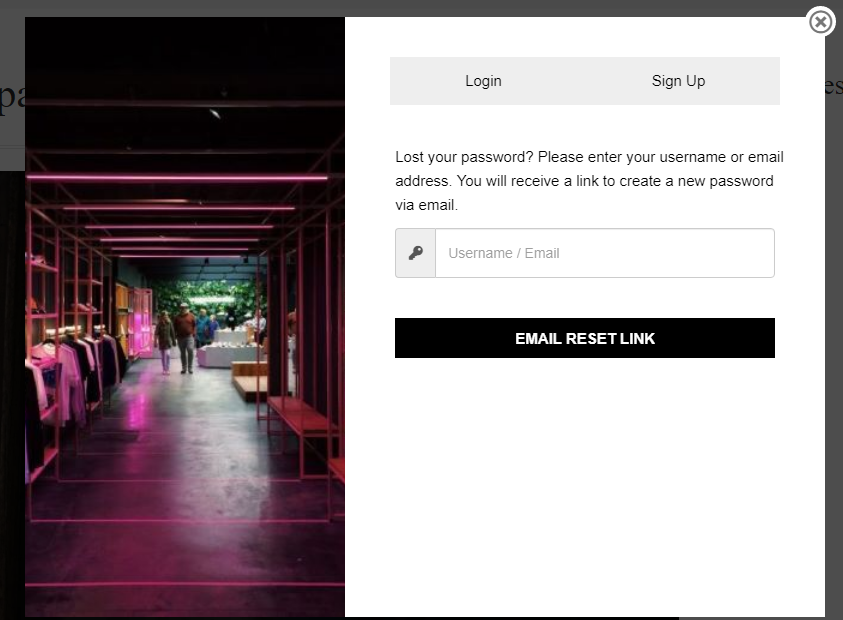 Login
Sign Up
Lost your password? Please enter your username or email
address. You will receive a link to create a new password
via email.
Username / Email
EMAIL RESET LINK